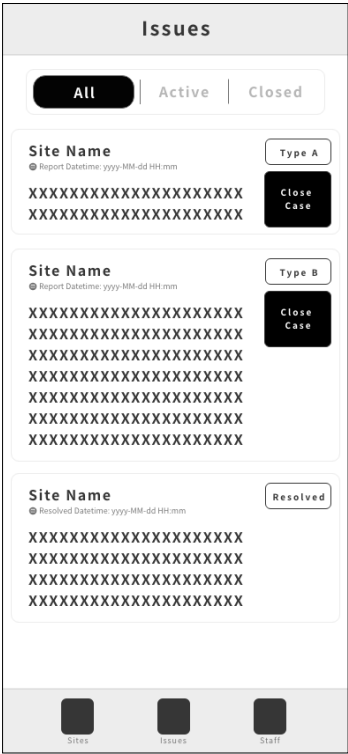 Issues
All
Active
Closed
Site Name
Type A
Report Datetime: yyyy-MM-dd HH:mm
XXXXXXXXXXXXXXXXXXXXX
XXXXXXXXXXXXXXXXXXXXX
Close
Case
Site Name
Type B
Report Datetime: yyyy-MM-dd HH:mm
XXXXXXXXXXXXXXXXXXXXX
XXXXXXXXXXXXXXXXXXXXX
XXXXXXXXXXXXXXXXXXXXX
XXXXXXXXXXXXXXXXXXXXX
XXXXXXXXXXXXXXXXXXXXX
XXXXXXXXXXXXXXXXXXXXX
XXXXXXXXXXXXXXXXXXXXX
Close
Case
Site Name
Resolved
Resolved Datetime: yyyy-MM-dd HH:mm
XXXXXXXXXXXXXXXXXXXXX
XXXXXXXXXXXXXXXXXXXXX
XXXXXXXXXXXXXXXXXXXXX
XXXXXXXXXXXXXXXXXXXXX
Sites
Issues
Staff